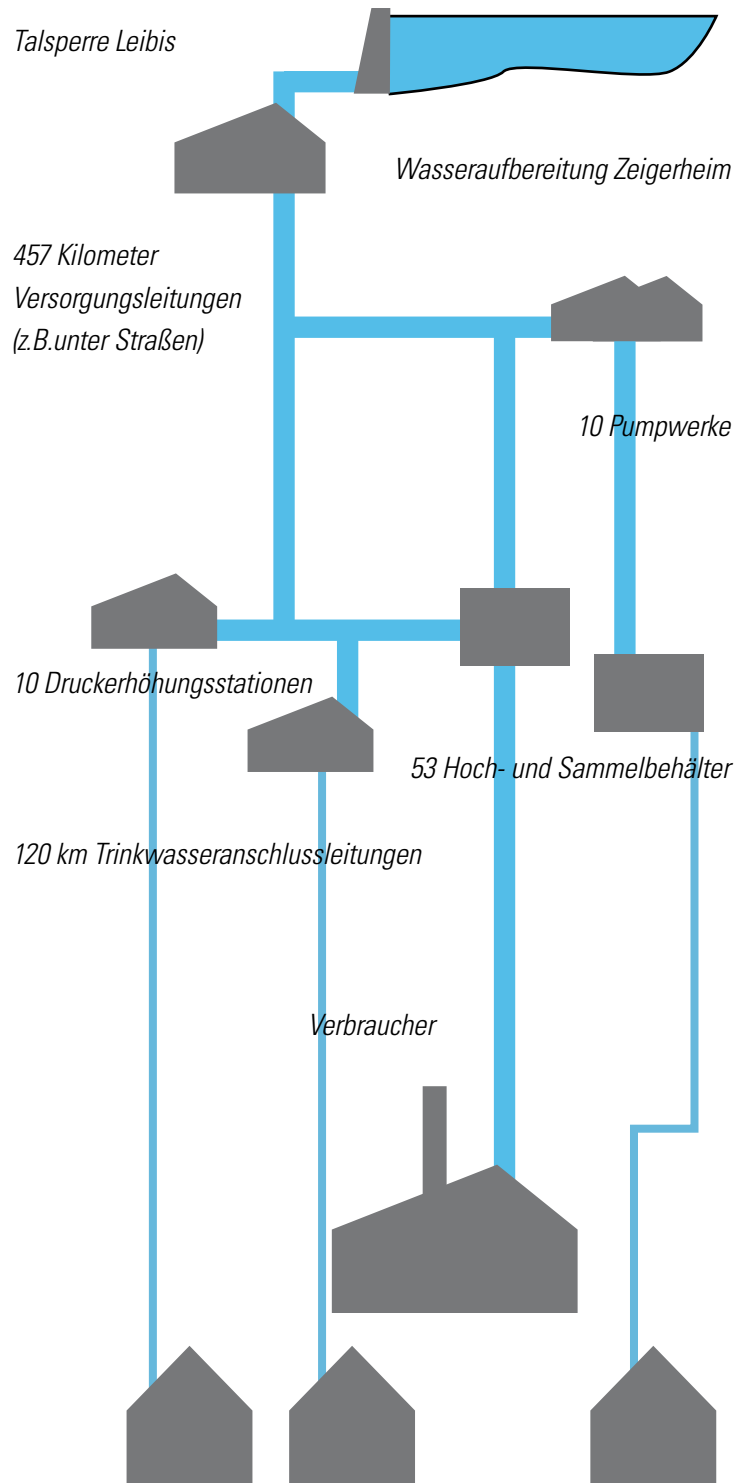 Talsperre Leibis
Wasseraufbereitung Zeigerheim
457 Kilometer
Versorgungsleitungen
(z.B.unter Straßen)
10 Pumpwerke
10 Druckerhöhungsstationen
53 Hoch- und Sammelbehälter
120 km Trinkwasseranschlussleitungen
Verbraucher